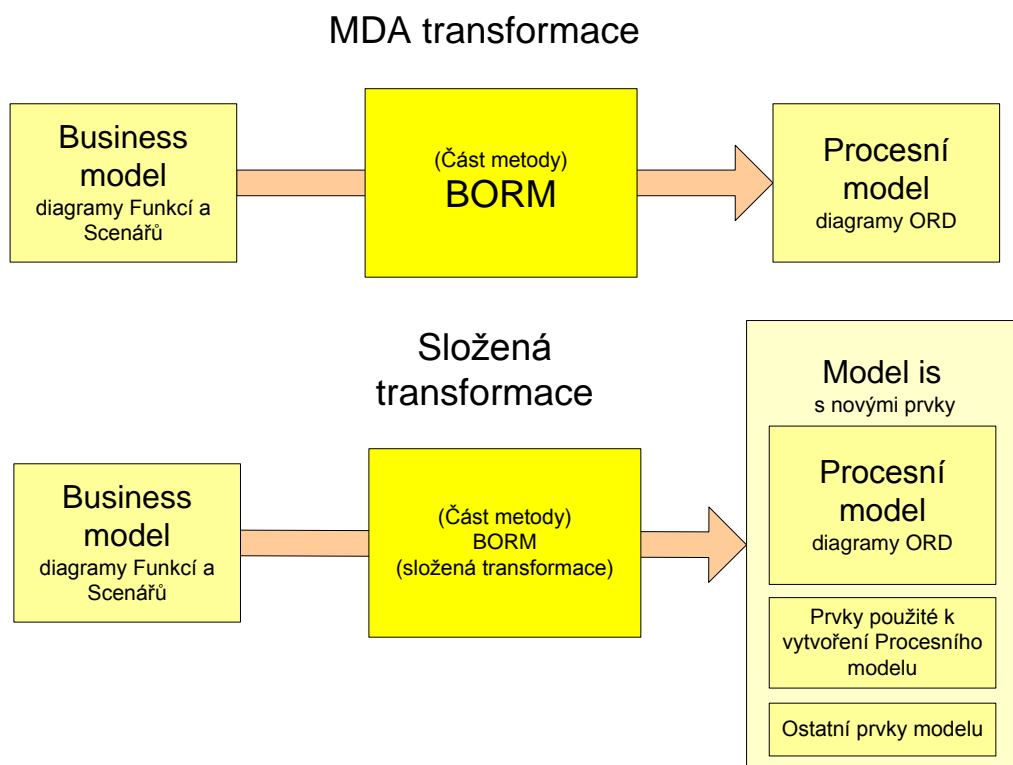 MDA transformace
Business
model
diagramy Funkcí a
Scenářů
(Část metody)
BORM
Procesní
model
diagramy ORD
Složená
transformace
Business
model
diagramy Funkcí a
Scenářů
(Část metody)
BORM
(složená transformace)
Model is
s novými prvky
Procesní
model
diagramy ORD
Prvky použité k
vytvoření Procesního
modelu
Ostatní prvky modelu